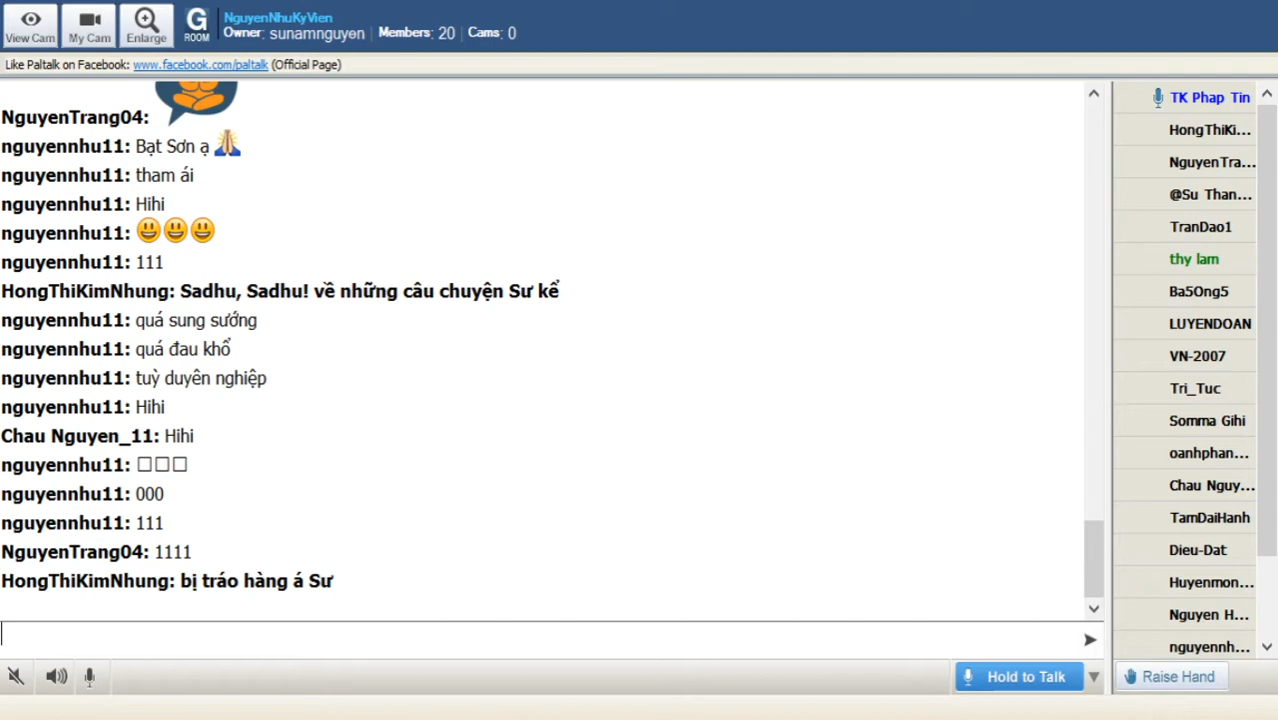 View Cam
My Cam
Enlarge
G
ROOM
NguyenNhuKyVien
Owner: sunamnguyen | Members: 20 | Cams: 0
Like Paltalk on Facebook: www.facebook.com/paltalk (Official Page)
NguyenTrang04:
nguyennhu11: Bạt Sơn ạ
nguyennhu11: tham ái
nguyennhu11: Hihi
nguyennhu11:
nguyennhu11: 111
HongThiKimNhung: Sadhu, Sadhu! về những câu chuyện Sư kể
nguyennhu11: quá sung sướng
nguyennhu11: quá đau khổ
nguyennhu11: tuỳ duyên nghiệp
nguyennhu11: Hihi
Chau Nguyen_11: Hihi
nguyennhu11: □□□
nguyennhu11: 000
nguyennhu11: 111
NguyenTrang04: 1111
HongThiKimNhung: bị tráo hàng á Sư
TK Phap Tin
HongThiKi...
NguyenTra...
@Su Than...
TranDao1
thy lam
Ba5Ong5
LUYENDOAN
VN-2007
Tri_Tuc
Somma Gihi
oanhphan...
Chau Nguy...
TamDaiHanh
Dieu-Dat
Huyenmon...
Nguyen H...
nguyennh...
Hold to Talk
Raise Hand